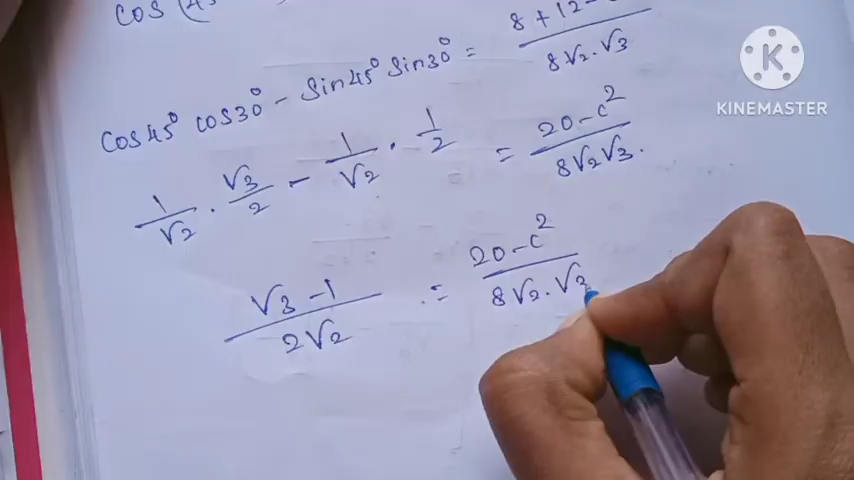 cos (45°
8 + 12 -
8√2.√3
cos45° cos30° - sin45° sin30° =
1/√2 . √3/2 - 1/√2 . 1/2 = 20-c²/8√2√3.
√3-1/2√2 = 20-c²/8√2.√3
K
KINEMASTER